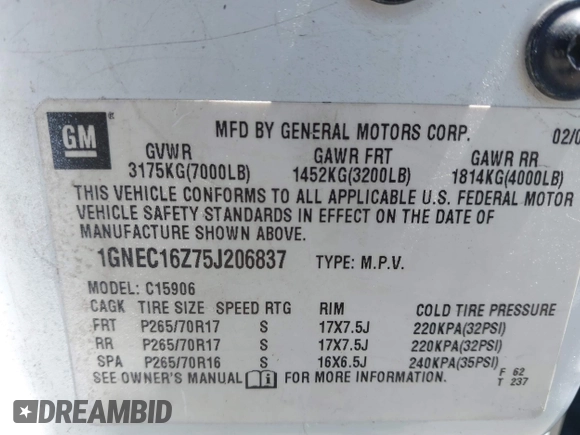 GM ®
MFD BY GENERAL MOTORS CORP. 02/0
GVWR GAWR FRT GAWR RR
3175KG(7000LB) 1452KG(3200LB) 1814KG(4000LB)
THIS VEHICLE CONFORMS TO ALL APPLICABLE U.S. FEDERAL MOTOR
VEHICLE SAFETY STANDARDS IN EFFECT ON THE DATE OF
MANUFACTURE SHOWN ABOVE.
1GNEC16Z75J206837 TYPE: M.P.V.
MODEL: C15906
CAGK TIRE SIZE SPEED RTG RIM COLD TIRE PRESSURE
FRT P265/70R17 S 17X7.5J 220KPA(32PSI)
RR P265/70R17 S 17X7.5J 220KPA(32PSI)
SPA P265/70R16 S 16X6.5J 240KPA(35PSI)
SEE OWNER'S MANUAL i FOR MORE INFORMATION. F 62
T 237
DREAMBID